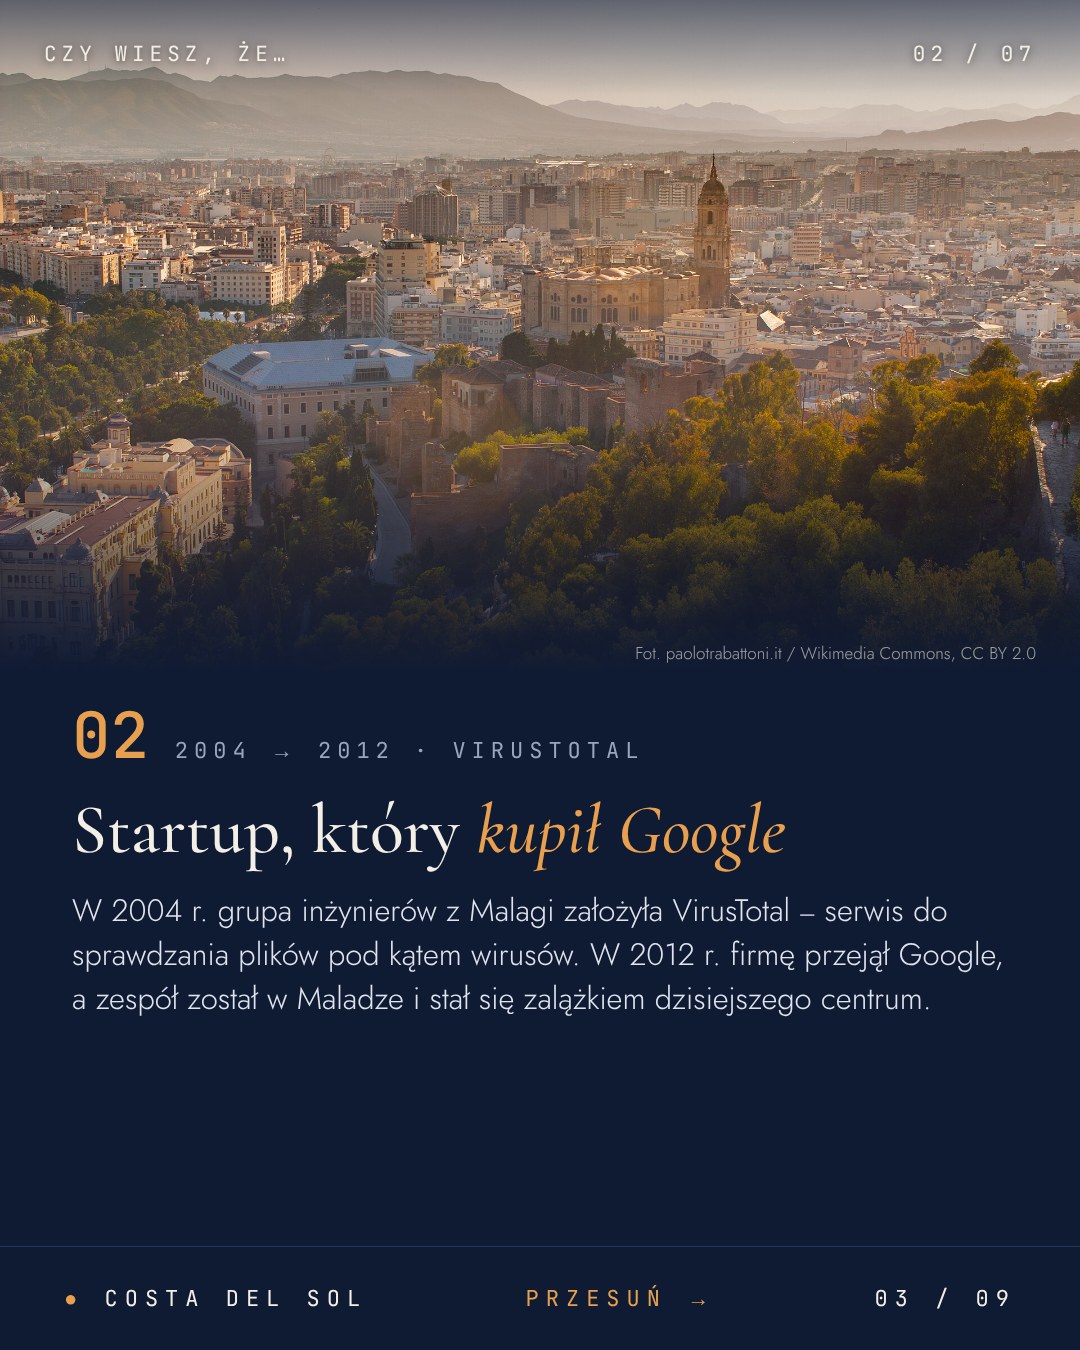 CZY WIESZ, ŻE…
02 / 07
Fot. paolotrabattoni.it / Wikimedia Commons, CC BY 2.0
02 2004 → 2012 · VIRUSTOTAL
Startup, który kupił Google
W 2004 r. grupa inżynierów z Malagi założyła VirusTotal – serwis do
sprawdzania plików pod kątem wirusów. W 2012 r. firmę przejął Google,
a zespół został w Maladze i stał się zalążkiem dzisiejszego centrum.
• COSTA DEL SOL
PRZESUŃ →
03 / 09